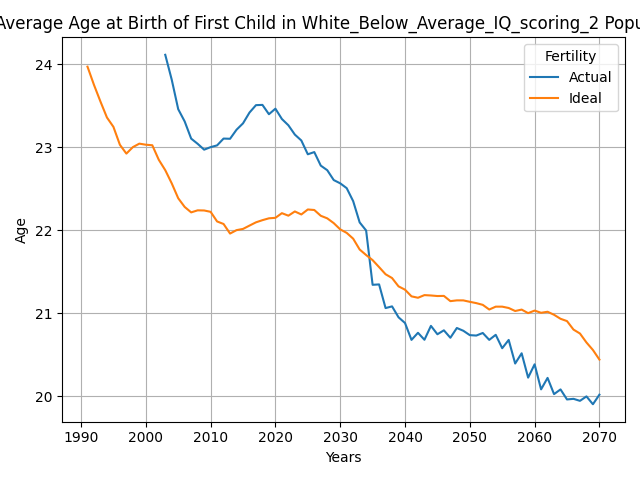 Average Age at Birth of First Child in White_Below_Average_IQ_scoring_2 Popu
Fertility
Actual
Ideal
24
23
22
21
20
Age
1990 2000 2010 2020 2030 2040 2050 2060 2070
Years